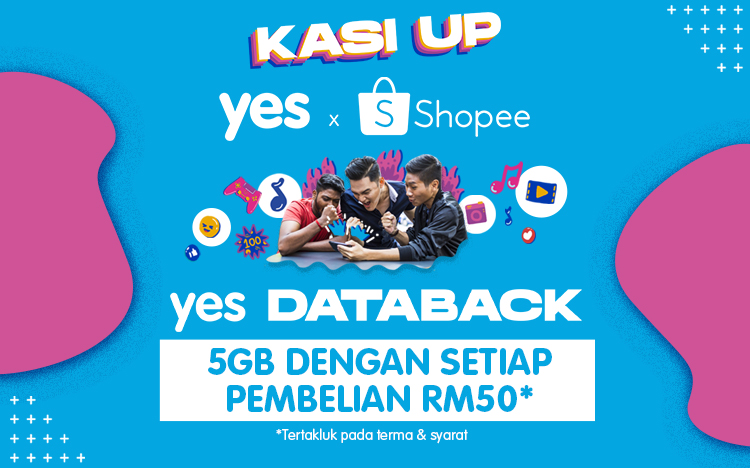 KASI UP
yes x S Shopee
100
yes DATABACK
5GB DENGAN SETIAP
PEMBELIAN RM50*
*Tertakluk pada terma & syarat